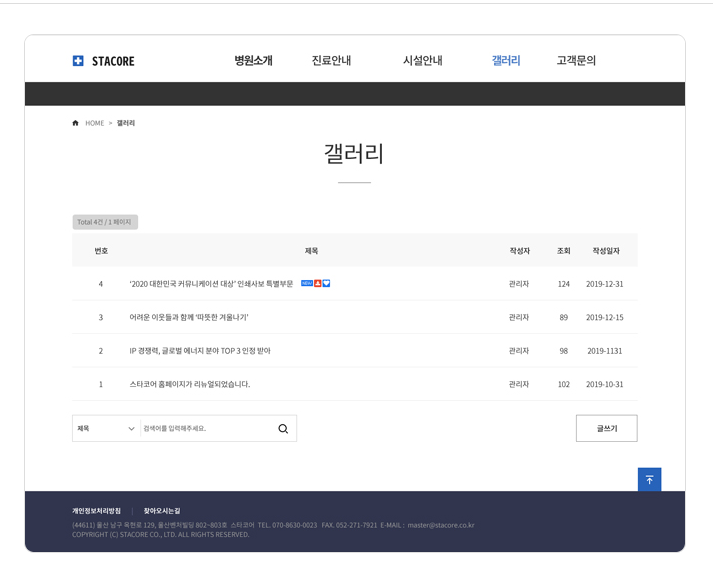 STACORE 병원소개 진료안내 시설안내 갤러리 고객문의
HOME > 갤러리
갤러리
Total 4건 / 1 페이지
번호 제목 작성자 조회 작성일자
4 ‘2020 대한민국 커뮤니케이션 대상’ 인쇄사보 특별부문 NEW 관리자 124 2019-12-31
3 어려운 이웃들과 함께 ‘따뜻한 겨울나기’ 관리자 89 2019-12-15
2 IP 경쟁력, 글로벌 에너지 분야 TOP 3 인정 받아 관리자 98 2019-1131
1 스타코어 홈페이지가 리뉴얼되었습니다. 관리자 102 2019-10-31
제목 검색어를 입력해주세요. 글쓰기
개인정보처리방침 | 찾아오시는길
(44611) 울산 남구 옥현로 129, 울산벤처빌딩 802~803호 스타코어 TEL. 070-8630-0023 FAX. 052-271-7921 E-MAIL : master@stacore.co.kr
COPYRIGHT (C) STACORE CO., LTD. ALL RIGHTS RESERVED.